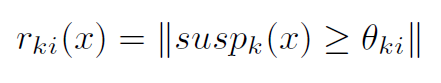 r_{ki}(x) = ‖susp_k(x) ≥ θ_{ki}‖